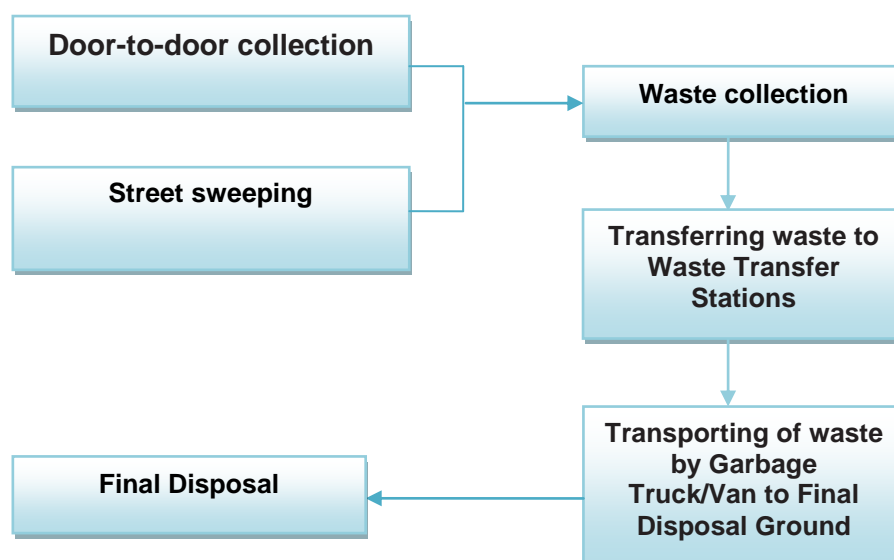 Door-to-door collection
Waste collection
Street sweeping
Transferring waste to
Waste Transfer
Stations
Transporting of waste
by Garbage
Truck/Van to Final
Disposal Ground
Final Disposal